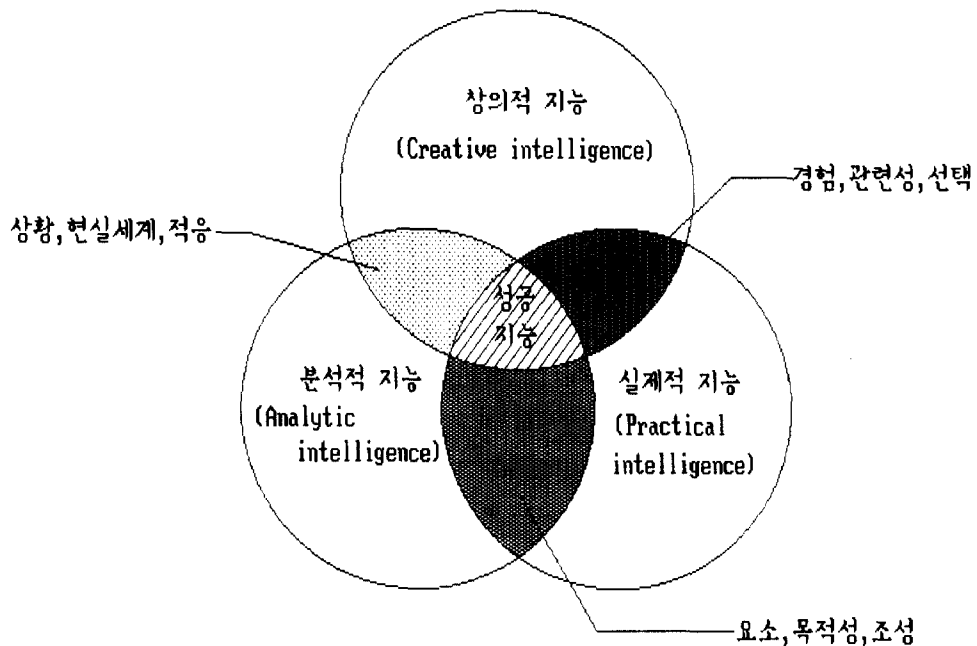 창의적 지능
(Creative intelligence)
경험,관련성,선택
상황,현실세계,적응
성공
지능
분석적 지능
(Analytic
intelligence)
실제적 지능
(Practical
intelligence)
요소,목적성,조성